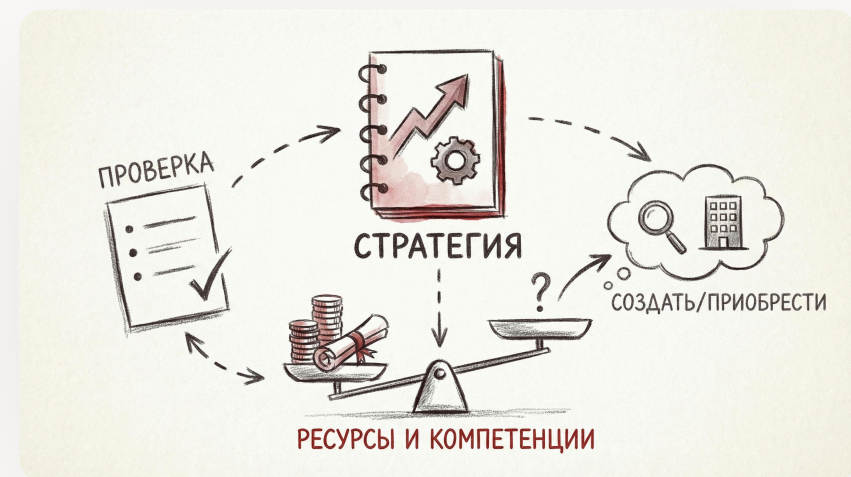 ПРОВЕРКА
СТРАТЕГИЯ
?
СОЗДАТЬ/ПРИОБРЕСТИ
РЕСУРСЫ И КОМПЕТЕНЦИИ